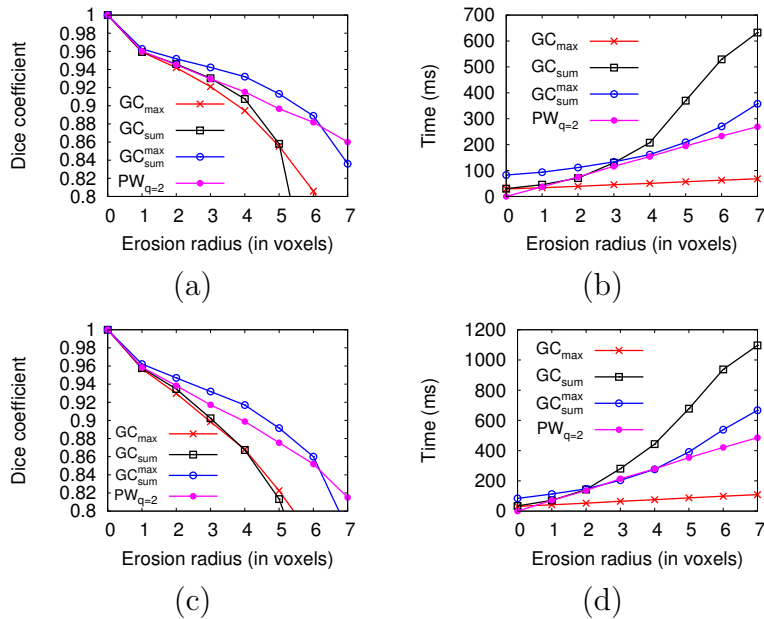 Dice coefficient
1
0.98
0.96
0.94
0.92
0.9
0.88
0.86
0.84
0.82
0.8
GCmax
GCsum
GCmaxsum
PWq=2
0 1 2 3 4 5 6 7
Erosion radius (in voxels)
(a)
Time (ms)
700
600
500
400
300
200
100
0
GCmax
GCsum
GCmaxsum
PWq=2
0 1 2 3 4 5 6 7
Erosion radius (in voxels)
(b)
Dice coefficient
1
0.98
0.96
0.94
0.92
0.9
0.88
0.86
0.84
0.82
0.8
GCmax
GCsum
GCmaxsum
PWq=2
0 1 2 3 4 5 6 7
Erosion radius (in voxels)
(c)
Time (ms)
1200
1000
800
600
400
200
0
GCmax
GCsum
GCmaxsum
PWq=2
0 1 2 3 4 5 6 7
Erosion radius (in voxels)
(d)